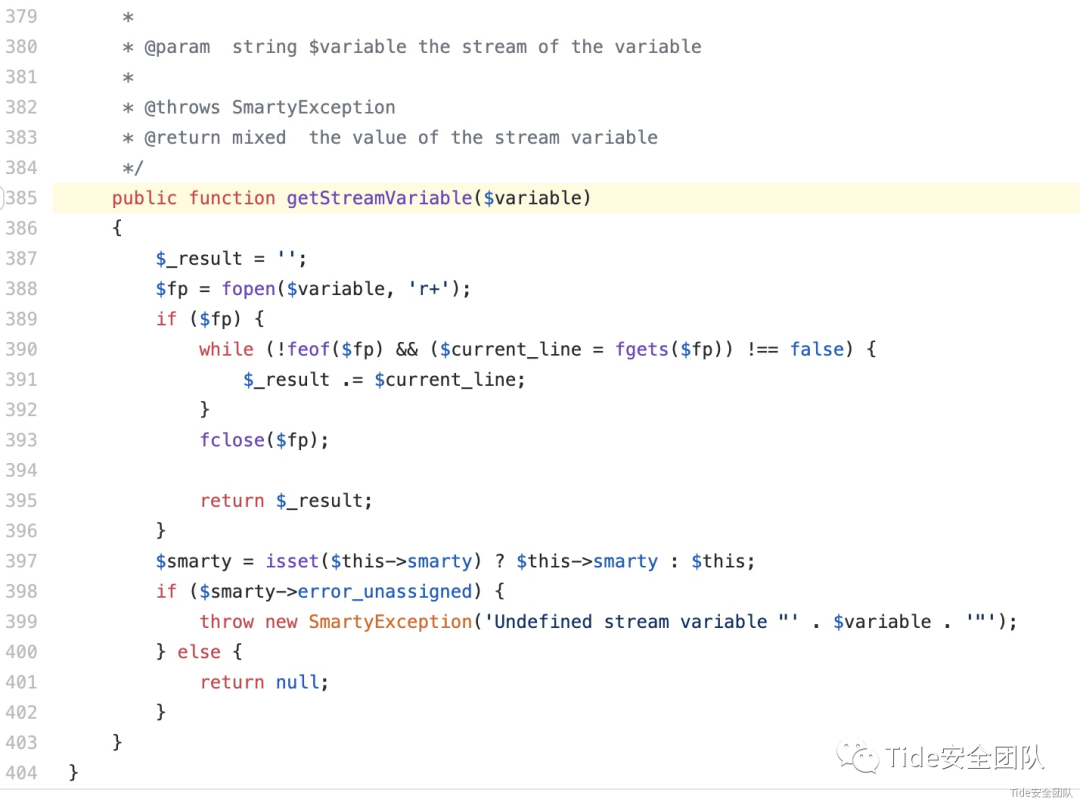 379 *
380 * @param  string $variable the stream of the variable
381 *
382 * @throws SmartyException
383 * @return mixed  the value of the stream variable
384 */
385 public function getStreamVariable($variable)
386 {
387 $_result = '';
388 $fp = fopen($variable, 'r+');
389 if ($fp) {
390 while (!feof($fp) && ($current_line = fgets($fp)) !== false) {
391 $_result .= $current_line;
392 }
393 fclose($fp);
394
395 return $_result;
396 }
397 $smarty = isset($this->smarty) ? $this->smarty : $this;
398 if ($smarty->error_unassigned) {
399 throw new SmartyException('Undefined stream variable "' . $variable . '"');
400 } else {
401 return null;
402 }
403 }
404 }
Tide安全团队
Tide安全团队